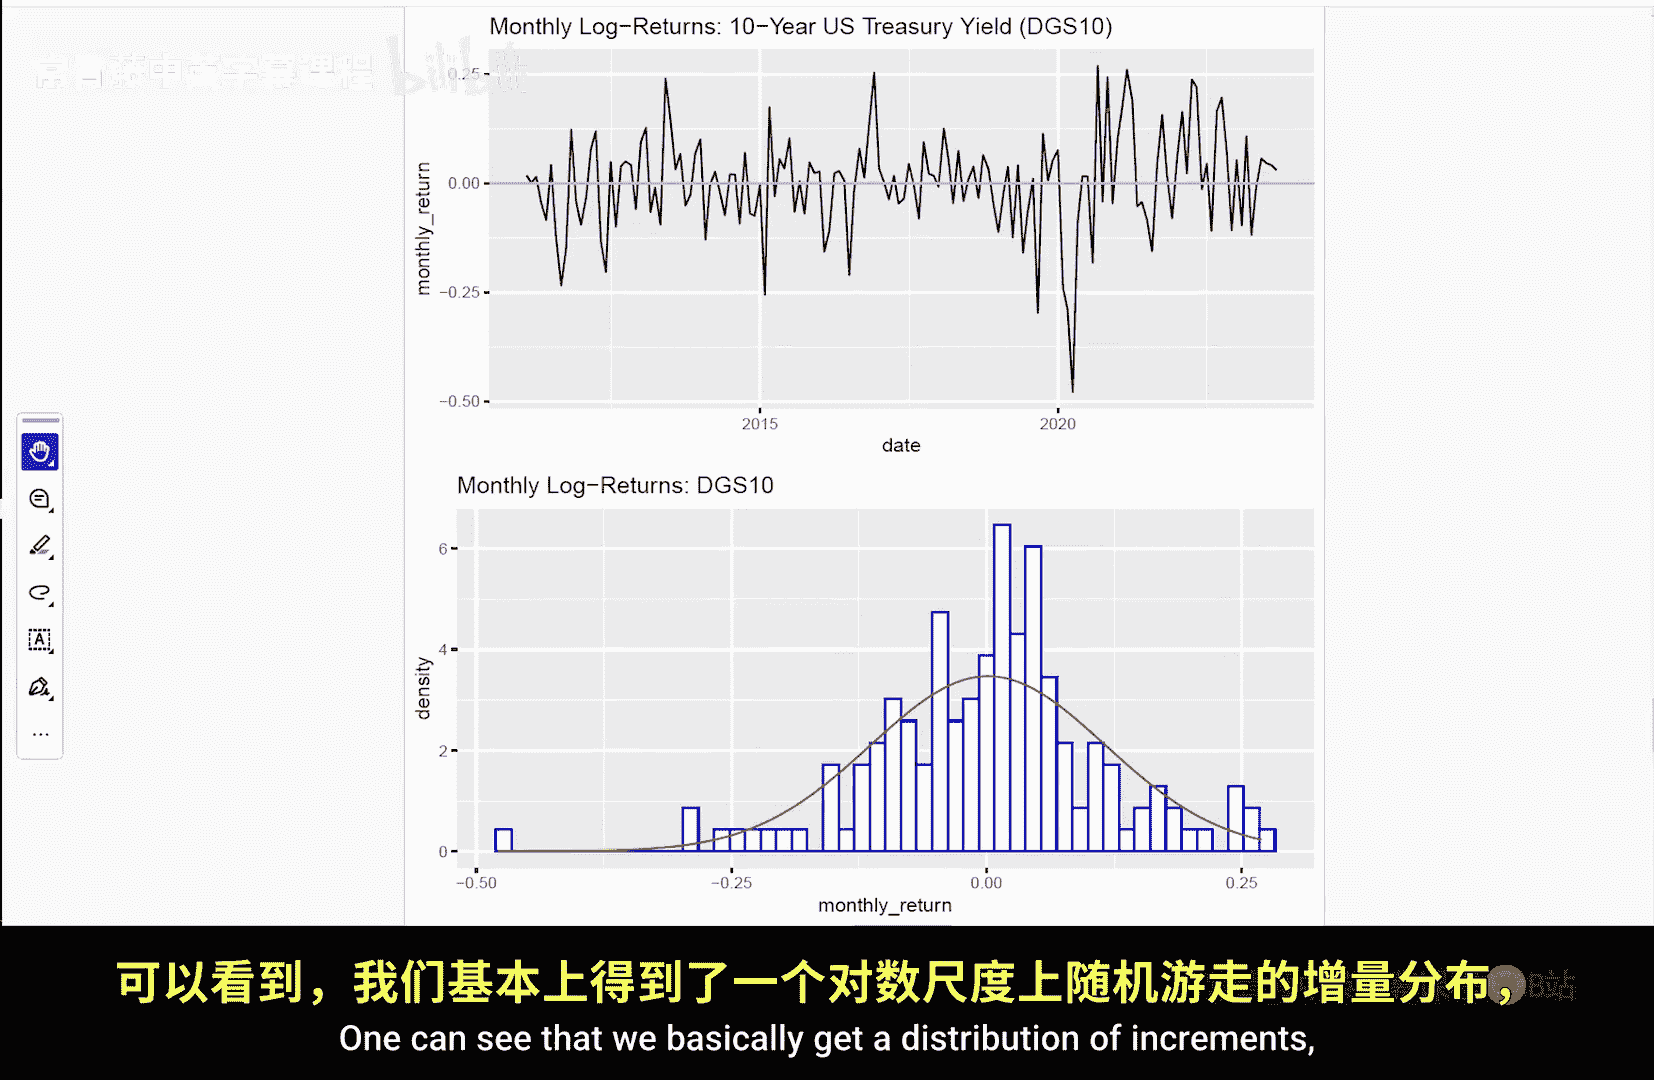 Monthly Log−Returns: 10−Year US Treasury Yield (DGS10)
0.25
0.00
−0.25
−0.50
monthly_return
2015
2020
date
Monthly Log−Returns: DGS10
6
4
2
0
density
−0.50
−0.25
0.00
0.25
monthly_return
A
可以看到，我们基本上得到了一个对数尺度上随机游走的增量分布，
B站
One can see that we basically get a distribution of increments,